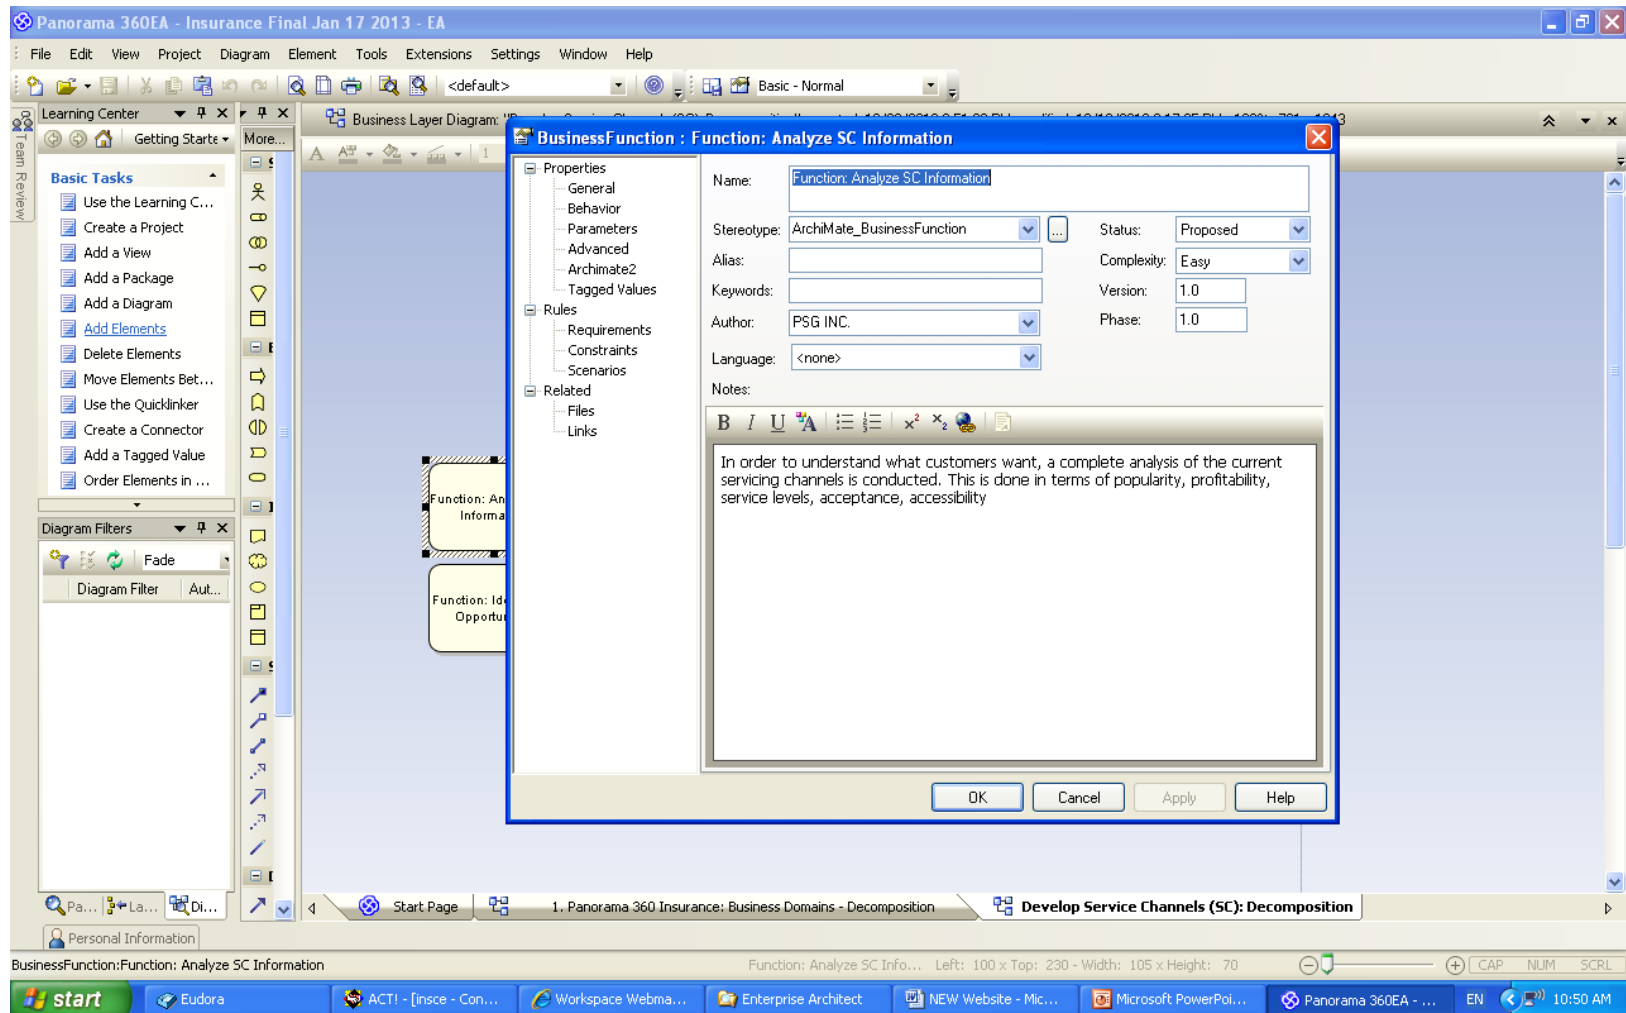 Panorama 360EA - Insurance Final Jan 17 2013 - EA
File Edit View Project Diagram Element Tools Extensions Settings Window Help
<default> Basic - Normal
Learning Center
Getting Starte
More...
Team Review
Basic Tasks
Use the Learning C...
Create a Project
Add a View
Add a Package
Add a Diagram
Add Elements
Delete Elements
Move Elements Bet...
Use the Quicklinker
Create a Connector
Add a Tagged Value
Order Elements in ...
Diagram Filters
Fade
Diagram Filter Aut...
Pa... La... Di...
Personal Information
Business Layer Diagram:
Function: An
Informa
Function: Ide
Opportu
BusinessFunction : Function: Analyze SC Information
Properties
General
Behavior
Parameters
Advanced
Archimate2
Tagged Values
Rules
Requirements
Constraints
Scenarios
Related
Files
Links
Name: Function: Analyze SC Information
Stereotype: ArchiMate_BusinessFunction ... Status: Proposed
Alias: Complexity: Easy
Keywords: Version: 1.0
Author: PSG INC. Phase: 1.0
Language: <none>
Notes:
B I U A
In order to understand what customers want, a complete analysis of the current
servicing channels is conducted. This is done in terms of popularity, profitability,
service levels, acceptance, accessibility
OK Cancel Apply Help
Start Page 1. Panorama 360 Insurance: Business Domains - Decomposition Develop Service Channels (SC): Decomposition
BusinessFunction:Function: Analyze SC Information Function: Analyze SC Info... Left: 100 x Top: 230 - Width: 105 x Height: 70 CAP NUM SCRL
start Eudora ACT! - [insce - Con... Workspace Webma... Enterprise Architect NEW Website - Mic... Microsoft PowerPoi... Panorama 360EA - ... EN 10:50 AM